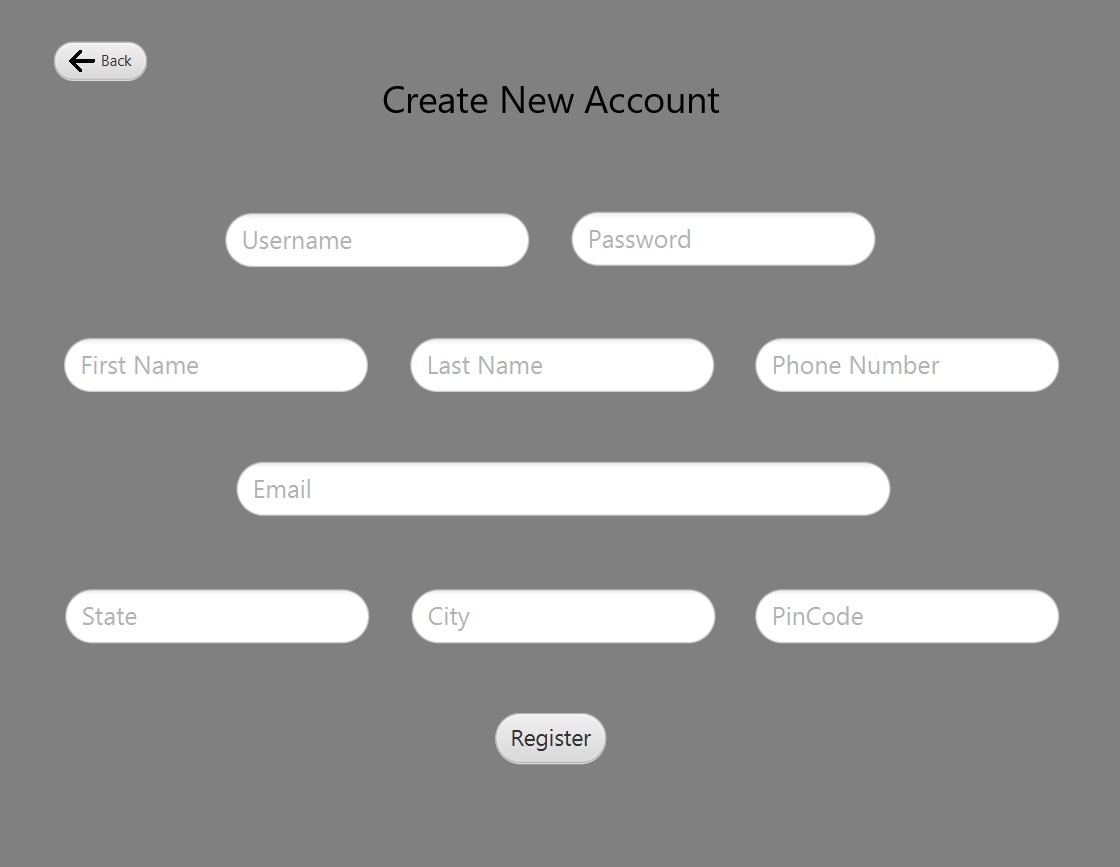 Back
Create New Account
Username Password
First Name Last Name Phone Number
Email
State City PinCode
Register